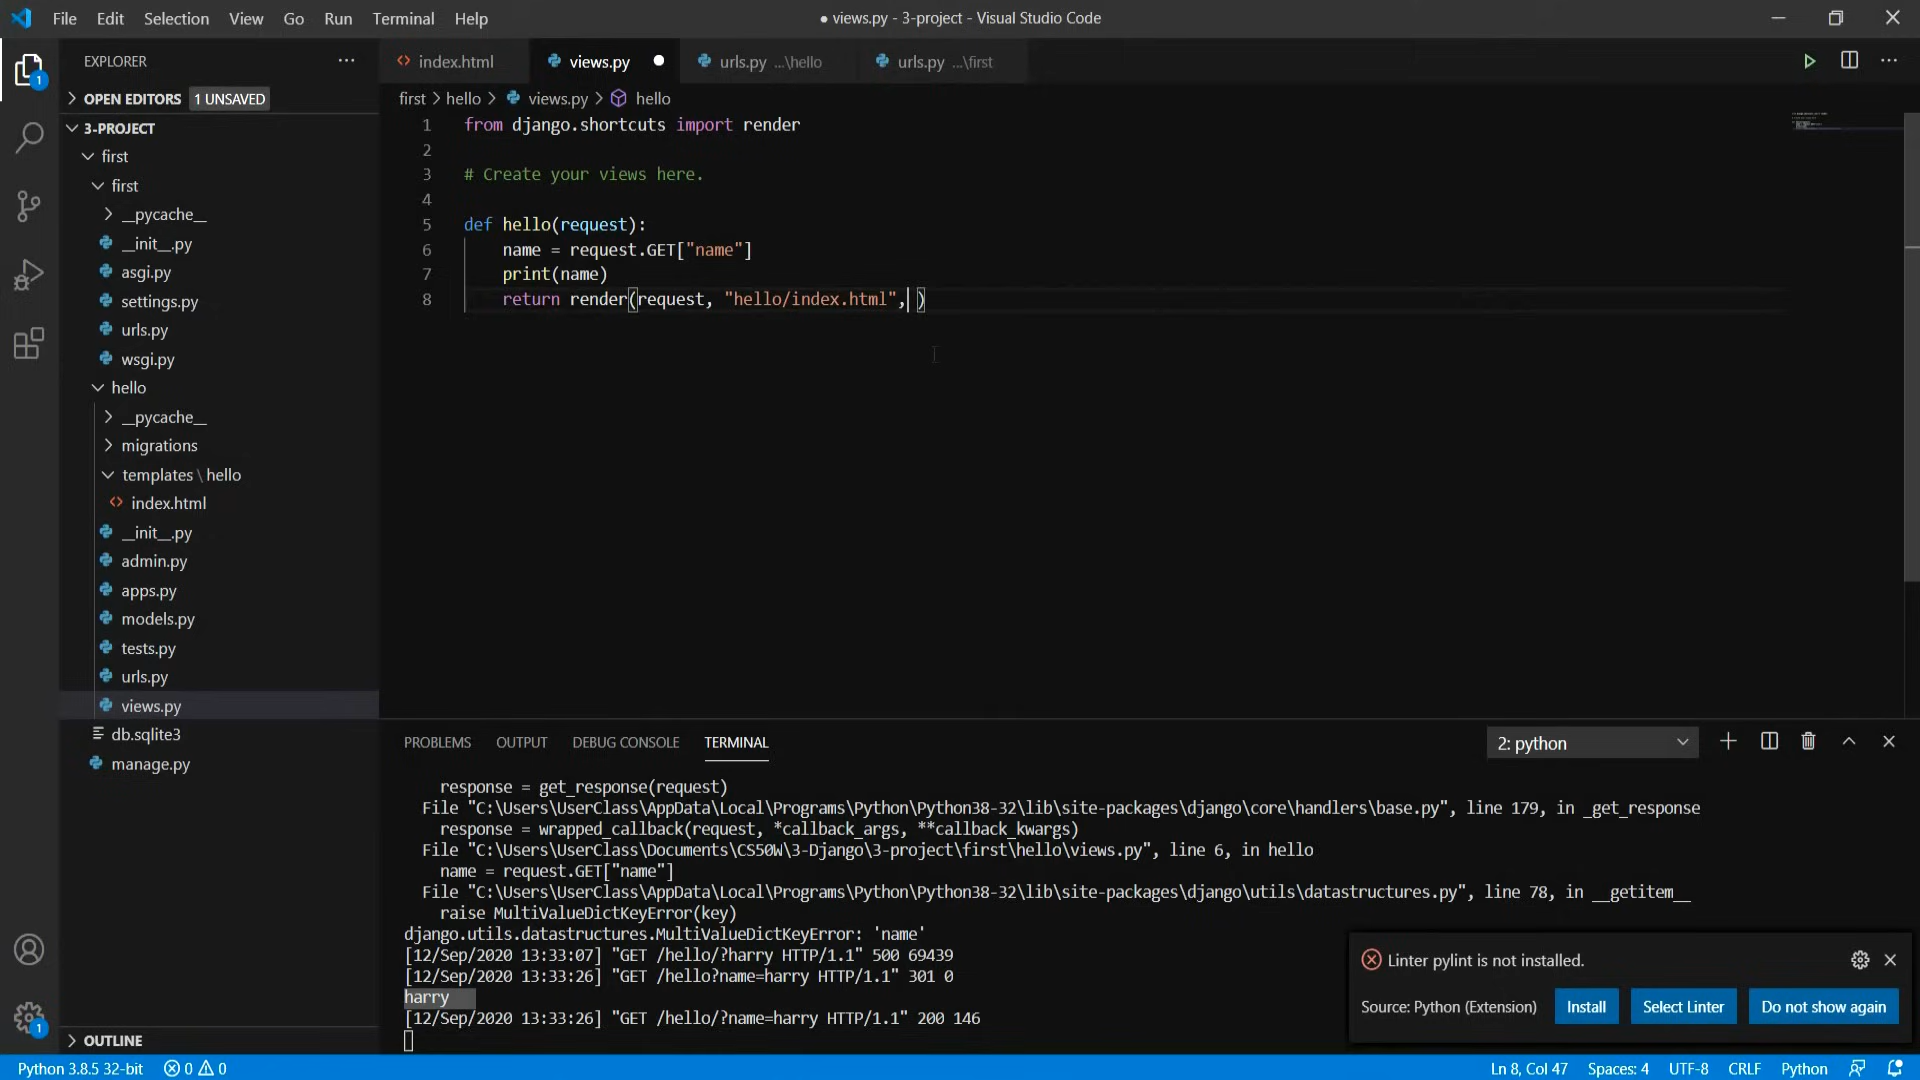 File Edit Selection View Go Run Terminal Help
● views.py - 3-project - Visual Studio Code
EXPLORER
index.html
views.py
urls.py ...\hello
urls.py ...\first
OPEN EDITORS 1 UNSAVED
first > hello > views.py > hello
3-PROJECT
first
first
__pycache__
__init__.py
asgi.py
settings.py
urls.py
wsgi.py
hello
__pycache__
migrations
templates \ hello
index.html
__init__.py
admin.py
apps.py
models.py
tests.py
urls.py
views.py
db.sqlite3
manage.py
OUTLINE
1 from django.shortcuts import render
2
3 # Create your views here.
4
5 def hello(request):
6 name = request.GET["name"]
7 print(name)
8 return render(request, "hello/index.html", )
PROBLEMS OUTPUT DEBUG CONSOLE TERMINAL
2: python
response = get_response(request)
File "C:\Users\UserClass\AppData\Local\Programs\Python\Python38-32\lib\site-packages\django\core\handlers\base.py", line 179, in _get_response
response = wrapped_callback(request, *callback_args, **callback_kwargs)
File "C:\Users\UserClass\Documents\CS50W\3-Django\3-project\first\hello\views.py", line 6, in hello
name = request.GET["name"]
File "C:\Users\UserClass\AppData\Local\Programs\Python\Python38-32\lib\site-packages\django\utils\datastructures.py", line 78, in __getitem__
raise MultiValueDictKeyError(key)
django.utils.datastructures.MultiValueDictKeyError: 'name'
[12/Sep/2020 13:33:07] "GET /hello/?harry HTTP/1.1" 500 69439
[12/Sep/2020 13:33:26] "GET /hello?name=harry HTTP/1.1" 301 0
harry
[12/Sep/2020 13:33:26] "GET /hello/?name=harry HTTP/1.1" 200 146
Linter pylint is not installed.
Source: Python (Extension)
Install
Select Linter
Do not show again
1
1
Python 3.8.5 32-bit
0 0
Ln 8, Col 47
Spaces: 4
UTF-8
CRLF
Python